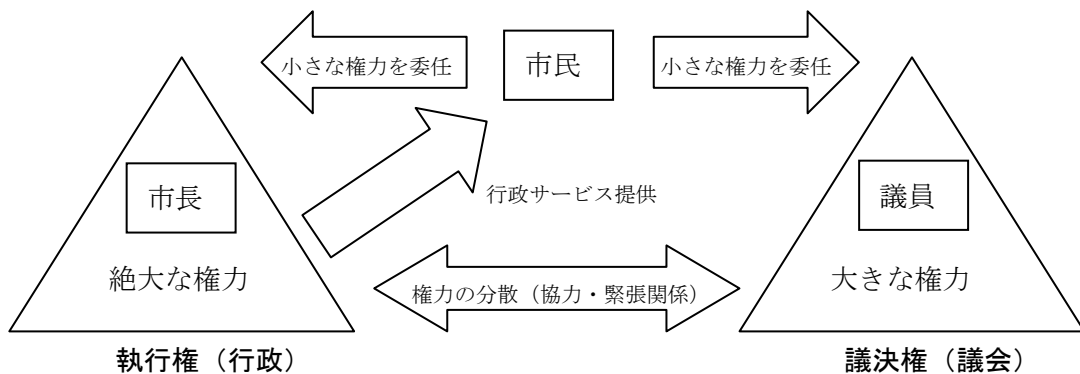 小さな権力を委任
市民
小さな権力を委任
市長
行政サービス提供
議員
絶大な権力
権力の分散（協力・緊張関係）
大きな権力
執行権（行政）
議決権（議会）